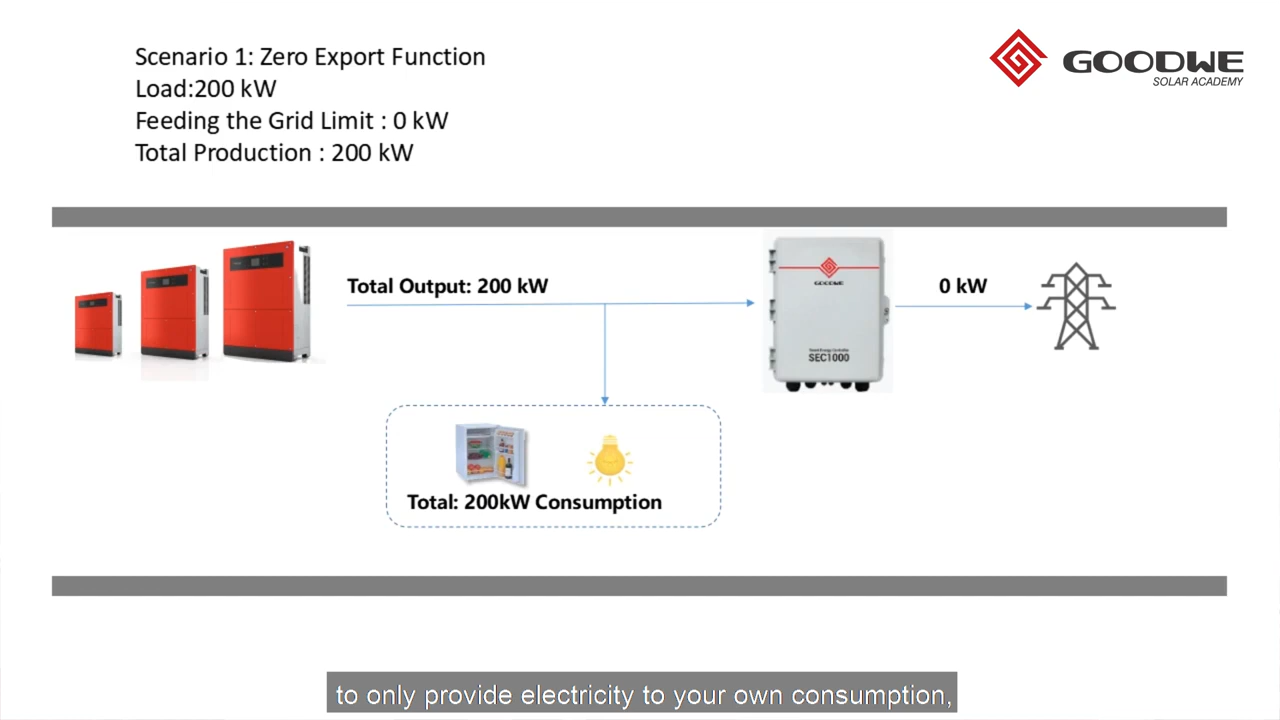 Scenario 1: Zero Export Function
Load:200 kW
Feeding the Grid Limit : 0 kW
Total Production : 200 kW
GOODWE
SOLAR ACADEMY
Total Output: 200 kW
GOODWE
SEC1000
0 kW
Total: 200kW Consumption
to only provide electricity to your own consumption,